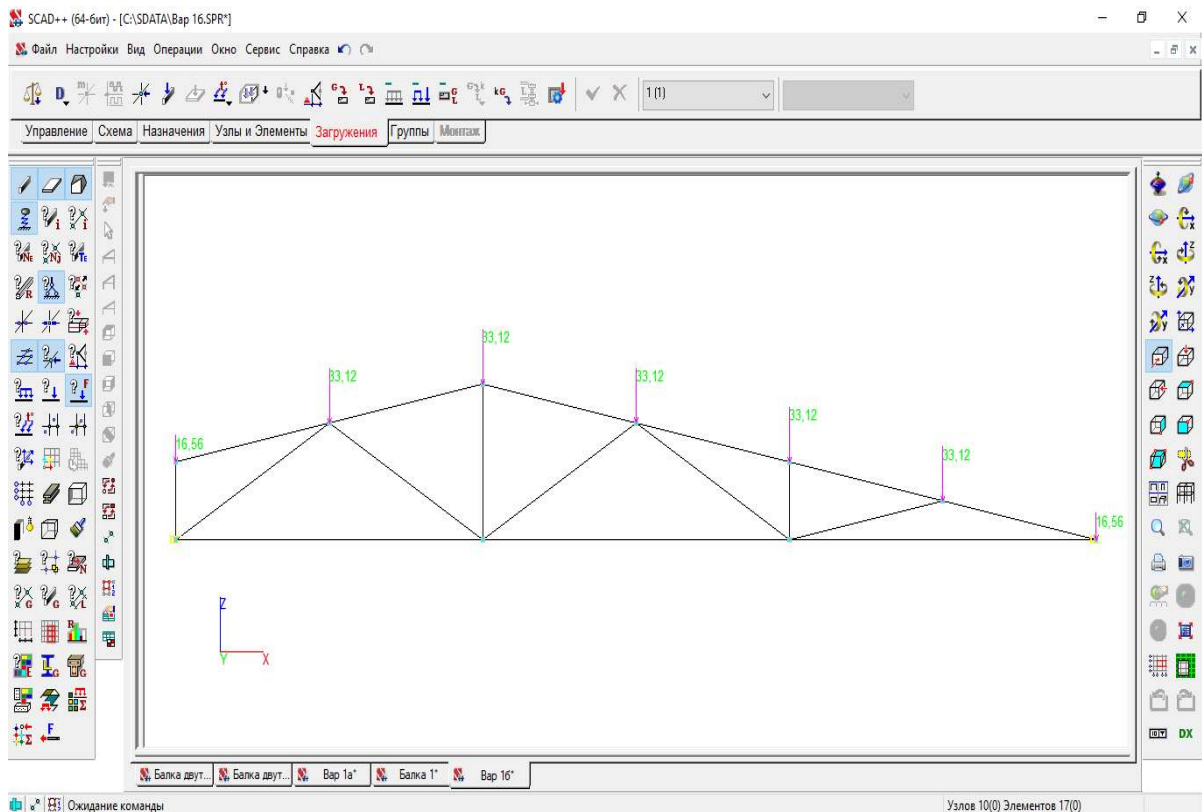 SCAD++ (64-бит) - [C:\SDATA\Вар 16.SPR*]
Файл Настройки Вид Операции Окно Сервис Справка
1 (1)
Управление Схема Назначения Узлы и Элементы Загружения Группы Монтаж
33,12
33,12
33,12
33,12
16,56
33,12
16,56
Z
Y X
Балка двут... Балка двут... Вар 1а* Балка 1* Вар 16*
Ожидание команды Узлов 10(0) Элементов 17(0)